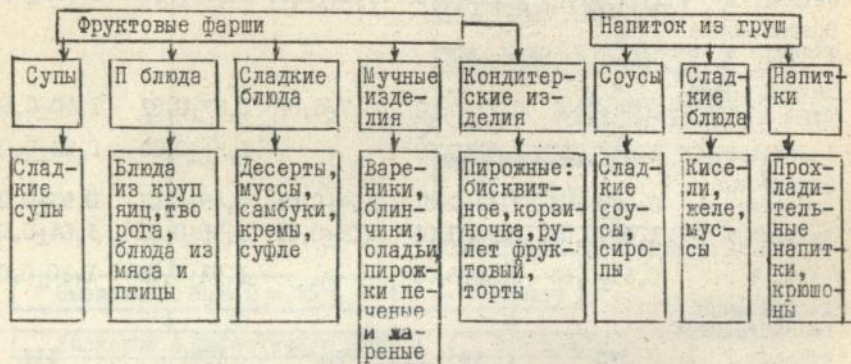 Фруктовые фарши
Напиток из груш
Супы
П блюда
Сладкие
блюда
Мучные
изде-
лия
Кондитер-
ские из-
делия
Соусы
Слад-
кие
блюда
Напит-
ки
Слад-
кие
супы
Блюда
из круп
яиц,тво
рога,
блюда из
мяса и
птицы
Десерты,
муссы,
самбуки,
кремы,
суфле
Варе-
ники,
блин-
чики,
оладьи,
пирож-
ки пе-
ченые
и жа-
реные
Пирожные:
бисквит-
ное,корзи-
ночка,ру-
лет фрук-
товый,
торты
Слад-
кие
соу-
сы,
сиро-
пы
Кисе-
ли,
желе,
мус-
сы
Прох-
лади-
тель-
ные
напит-
ки,
крюшо-
ны